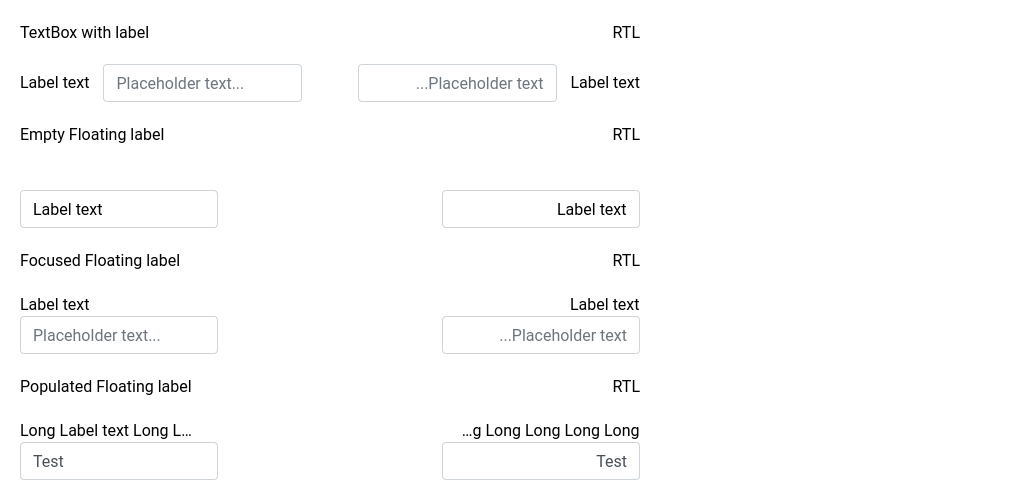 TextBox with label RTL
Label text Placeholder text... ...Placeholder text Label text
Empty Floating label RTL
Label text Label text
Focused Floating label RTL
Label text Label text
Placeholder text... ...Placeholder text
Populated Floating label RTL
Long Label text Long L... ...g Long Long Long Long
Test Test